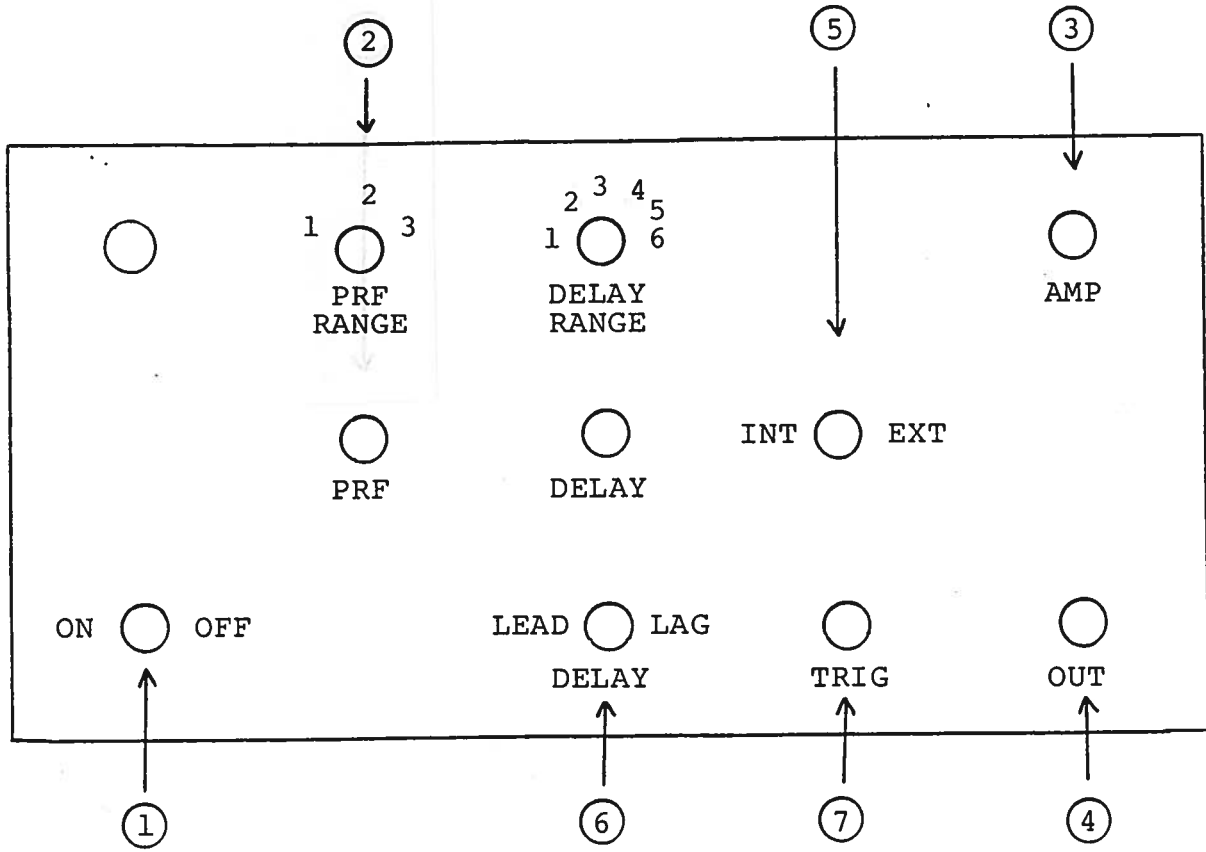 2 5 3
2 3 4
1 2 3 1 5 6
PRF RANGE DELAY RANGE AMP
INT EXT
PRF DELAY
ON OFF LEAD LAG
DELAY TRIG OUT
1 6 7 4